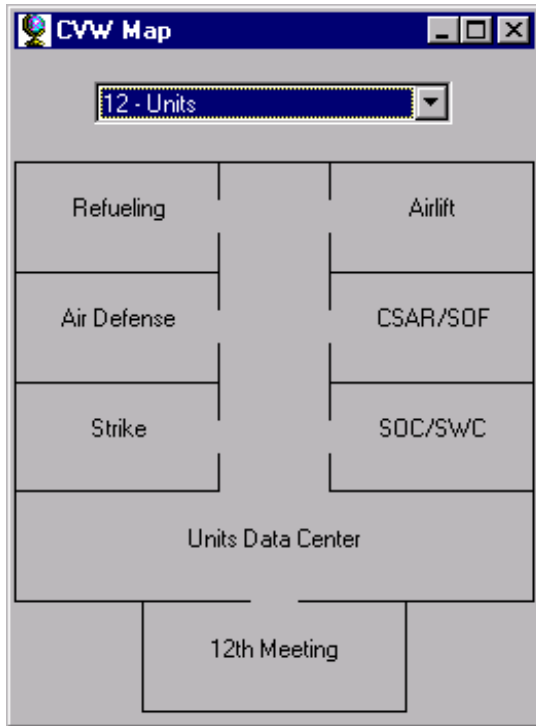 CVW Map
12 - Units
Refueling
Airlift
Air Defense
CSAR/SOF
Strike
SOC/SWC
Units Data Center
12th Meeting